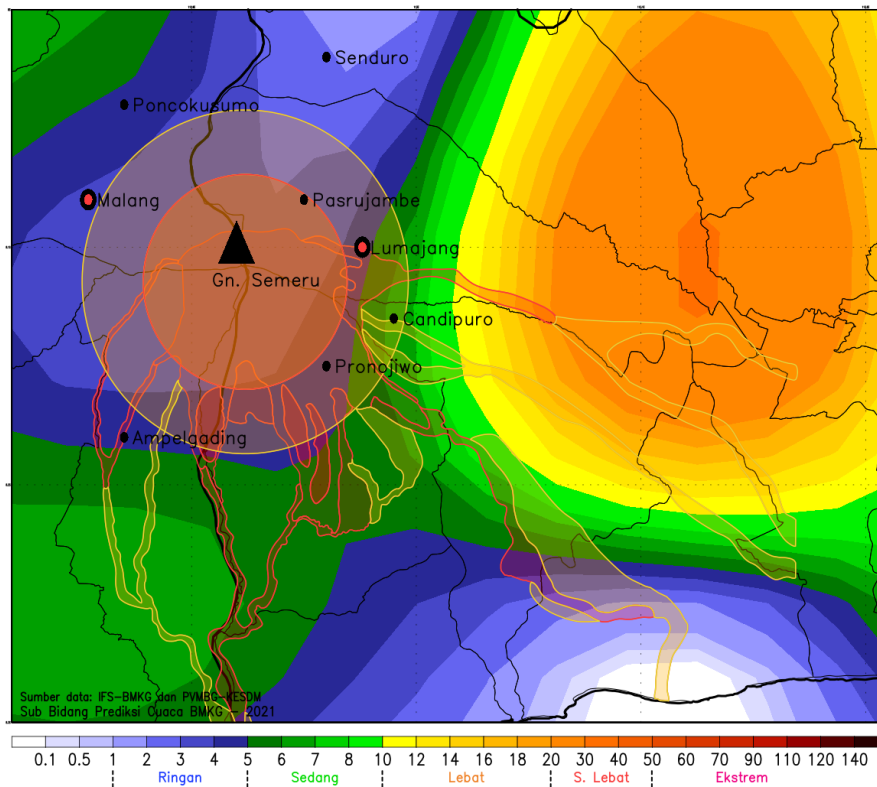 Senduro
Poncokusumo
Malang
Pasrujambe
Lumajang
Gn. Semeru
Candipuro
Pronojiwo
Ampelgading
Sumber data: IFS-BMKG dan PVMBG-KESDM
Sub Bidang Prediksi Cuaca BMKG - 2021
0.1 0.5 1 2 3 4 5 6 7 8 10 12 14 16 18 20 30 40 50 60 70 90 110 120 140
Ringan Sedang Lebat S. Lebat Ekstrem